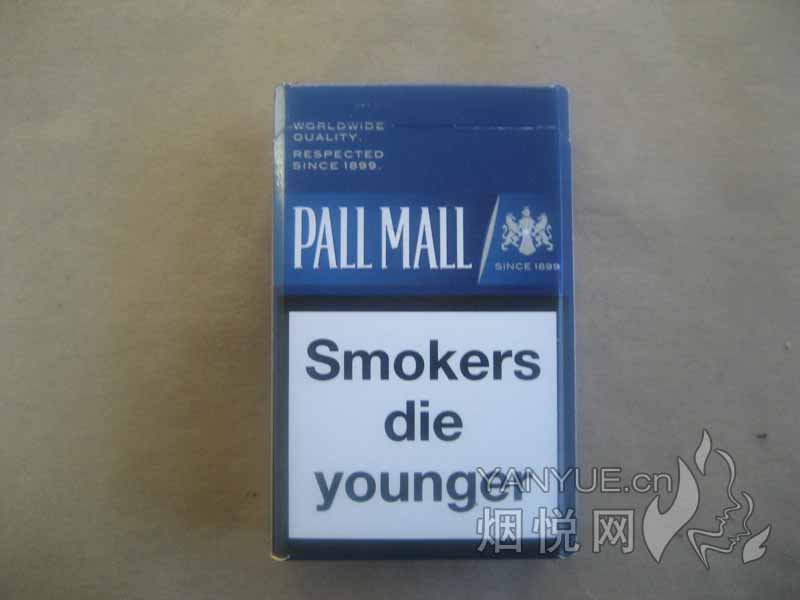 WORLDWIDE
QUALITY.
RESPECTED
SINCE 1899.
PALL MALL
SINCE 1899
Smokers
die
younger
YANYUE.cn
烟悦网